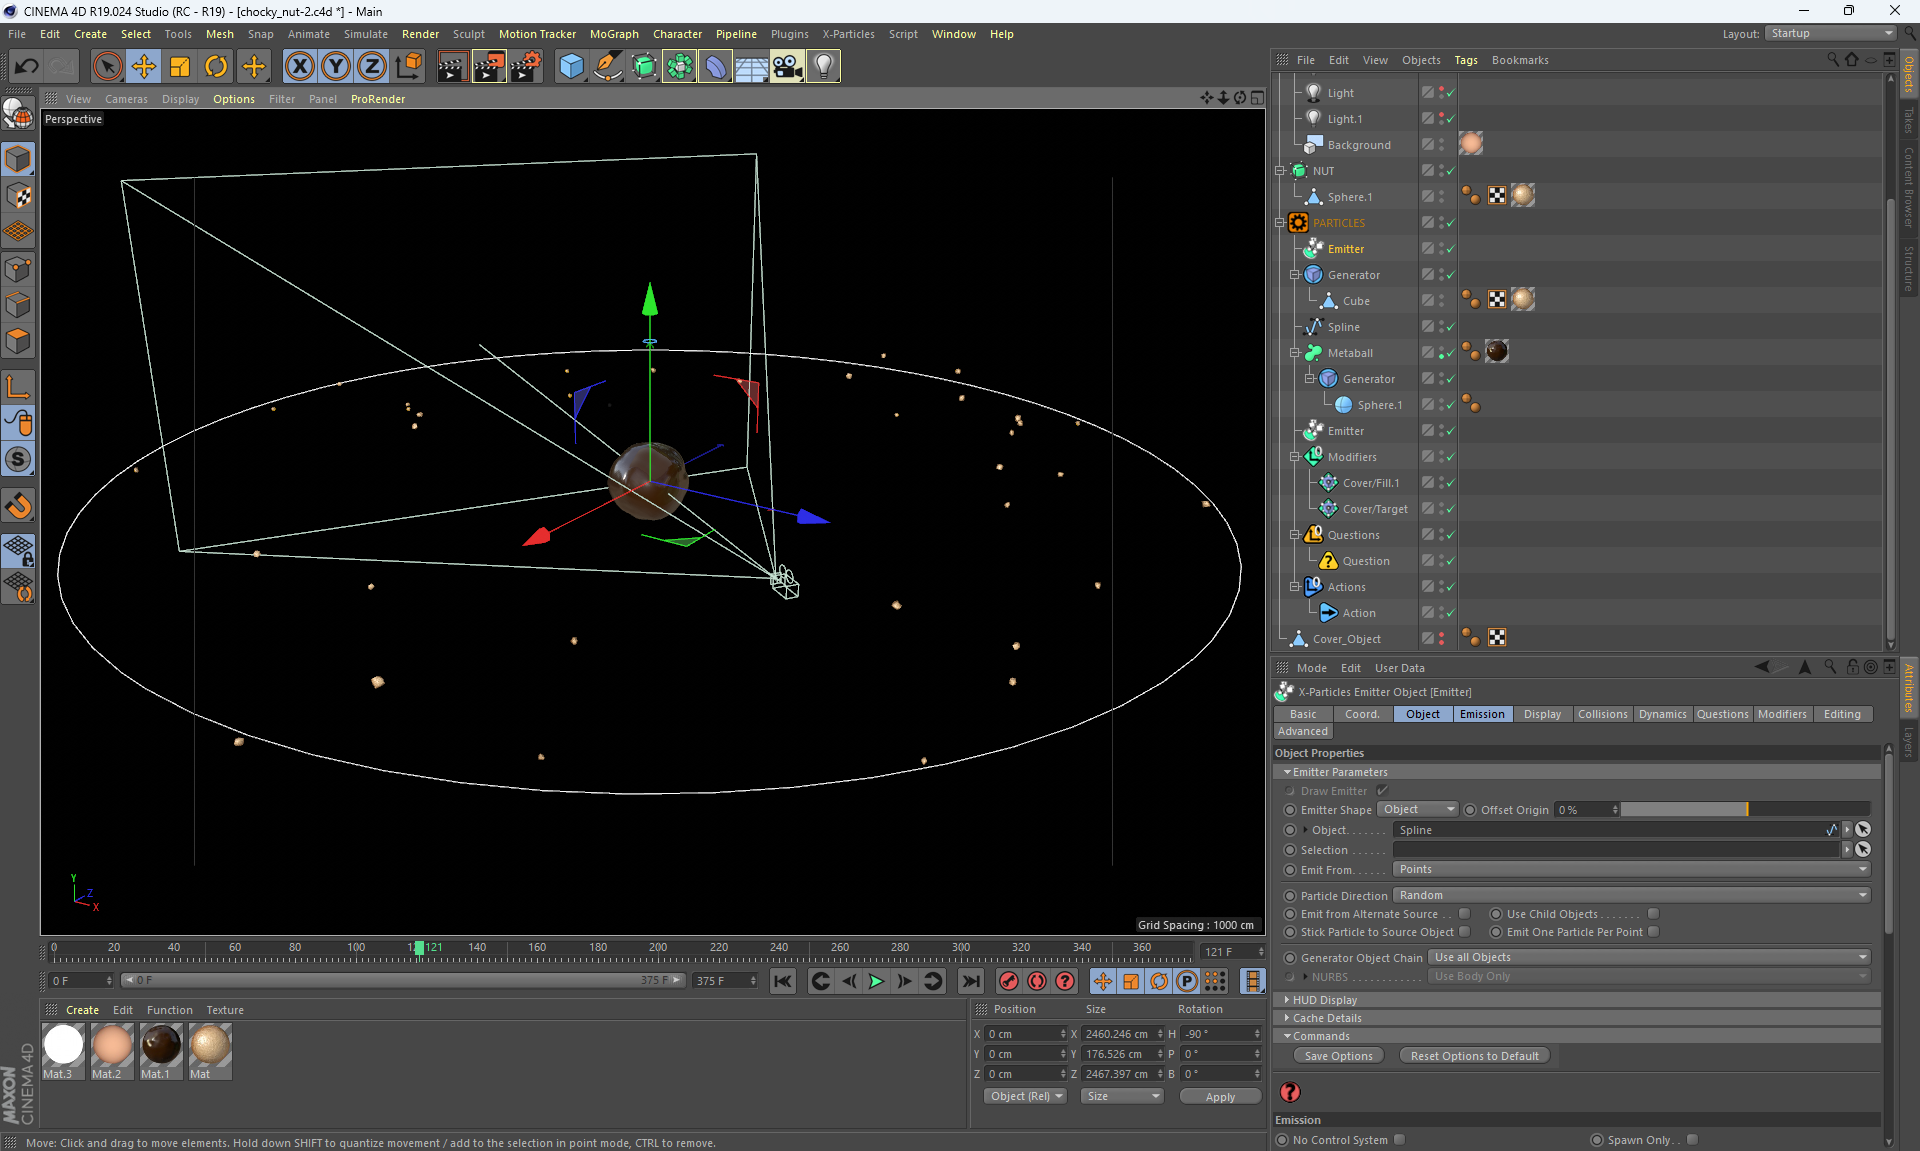 CINEMA 4D R19.024 Studio (RC - R19) - [chocky_nut-2.c4d *] - Main
File Edit Create Select Tools Mesh Snap Animate Simulate Render Sculpt Motion Tracker MoGraph Character Pipeline Plugins X-Particles Script Window Help Layout: Startup
File Edit View Objects Tags Bookmarks
View Cameras Display Options Filter Panel ProRender
Perspective
Light
Light.1
Background
NUT
Sphere.1
PARTICLES
Emitter
Generator
Cube
Spline
Metaball
Generator
Sphere.1
Emitter
Modifiers
Cover/Fill.1
Cover/Target
Questions
Question
Actions
Action
Cover_Object
Objects
Takes
Content Browser
Structure
Y
Z
X
Grid Spacing : 1000 cm
Mode Edit User Data
X-Particles Emitter Object [Emitter]
Basic Coord. Object Emission Display Collisions Dynamics Questions Modifiers Editing
Advanced
Object Properties
Emitter Parameters
Draw Emitter
Emitter Shape Object Offset Origin 0 %
Object. . . . . . . Spline
Selection . . . . . .
Emit From. . . . . . Points
Particle Direction Random
Emit from Alternate Source . . Use Child Objects . . . . . . .
Stick Particle to Source Object Emit One Particle Per Point
Generator Object Chain Use all Objects
NURBS . . . . . . . . . . . . Use Body Only
HUD Display
Cache Details
Commands
Save Options Reset Options to Default
Emission
No Control System Spawn Only. .
Attributes
Layers
0 20 40 60 80 100 121 140 160 180 200 220 240 260 280 300 320 340 360 121 F
0 F 0 F 375 F 375 F
Create Edit Function Texture
Mat.3 Mat.2 Mat.1 Mat
Position Size Rotation
X 0 cm X 2460.246 cm H -90 °
Y 0 cm Y 176.526 cm P 0 °
Z 0 cm Z 2467.397 cm B 0 °
Object (Rel) Size Apply
MAXON
CINEMA 4D
Move: Click and drag to move elements. Hold down SHIFT to quantize movement / add to the selection in point mode, CTRL to remove.